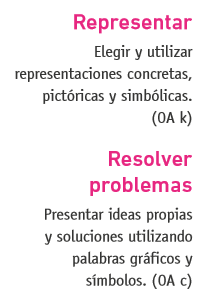 Representar
Elegir y utilizar
representaciones concretas,
pictóricas y simbólicas.
(OA k)
Resolver
problemas
Presentar ideas propias
y soluciones utilizando
palabras gráficos y
símbolos. (OA c)